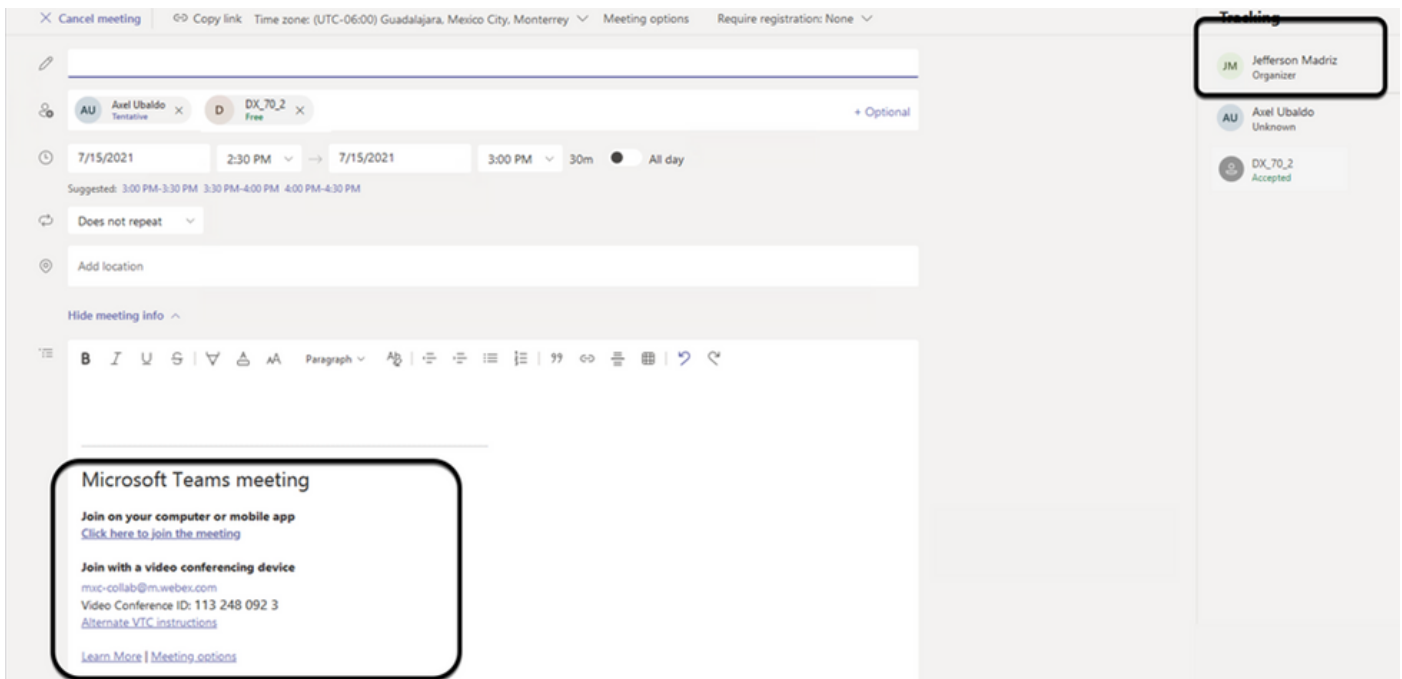 Cancel meeting Copy link Time zone: (UTC-06:00) Guadalajara, Mexico City, Monterrey Meeting options Require registration: None
Tracking
JM Jefferson Madriz
Organizer
AU Axel Ubaldo
Unknown
DX_70_2
Accepted
AU Axel Ubaldo
Tentative
D DX_70_2
Free
+ Optional
7/15/2021 2:30 PM → 7/15/2021 3:00 PM 30m All day
Suggested: 3:00 PM-3:30 PM 3:30 PM-4:00 PM 4:00 PM-4:30 PM
Does not repeat
Add location
Hide meeting info
B I U S A AA Paragraph
Microsoft Teams meeting
Join on your computer or mobile app
Click here to join the meeting
Join with a video conferencing device
mxc-collab@m.webex.com
Video Conference ID: 113 248 092 3
Alternate VTC instructions
Learn More | Meeting options